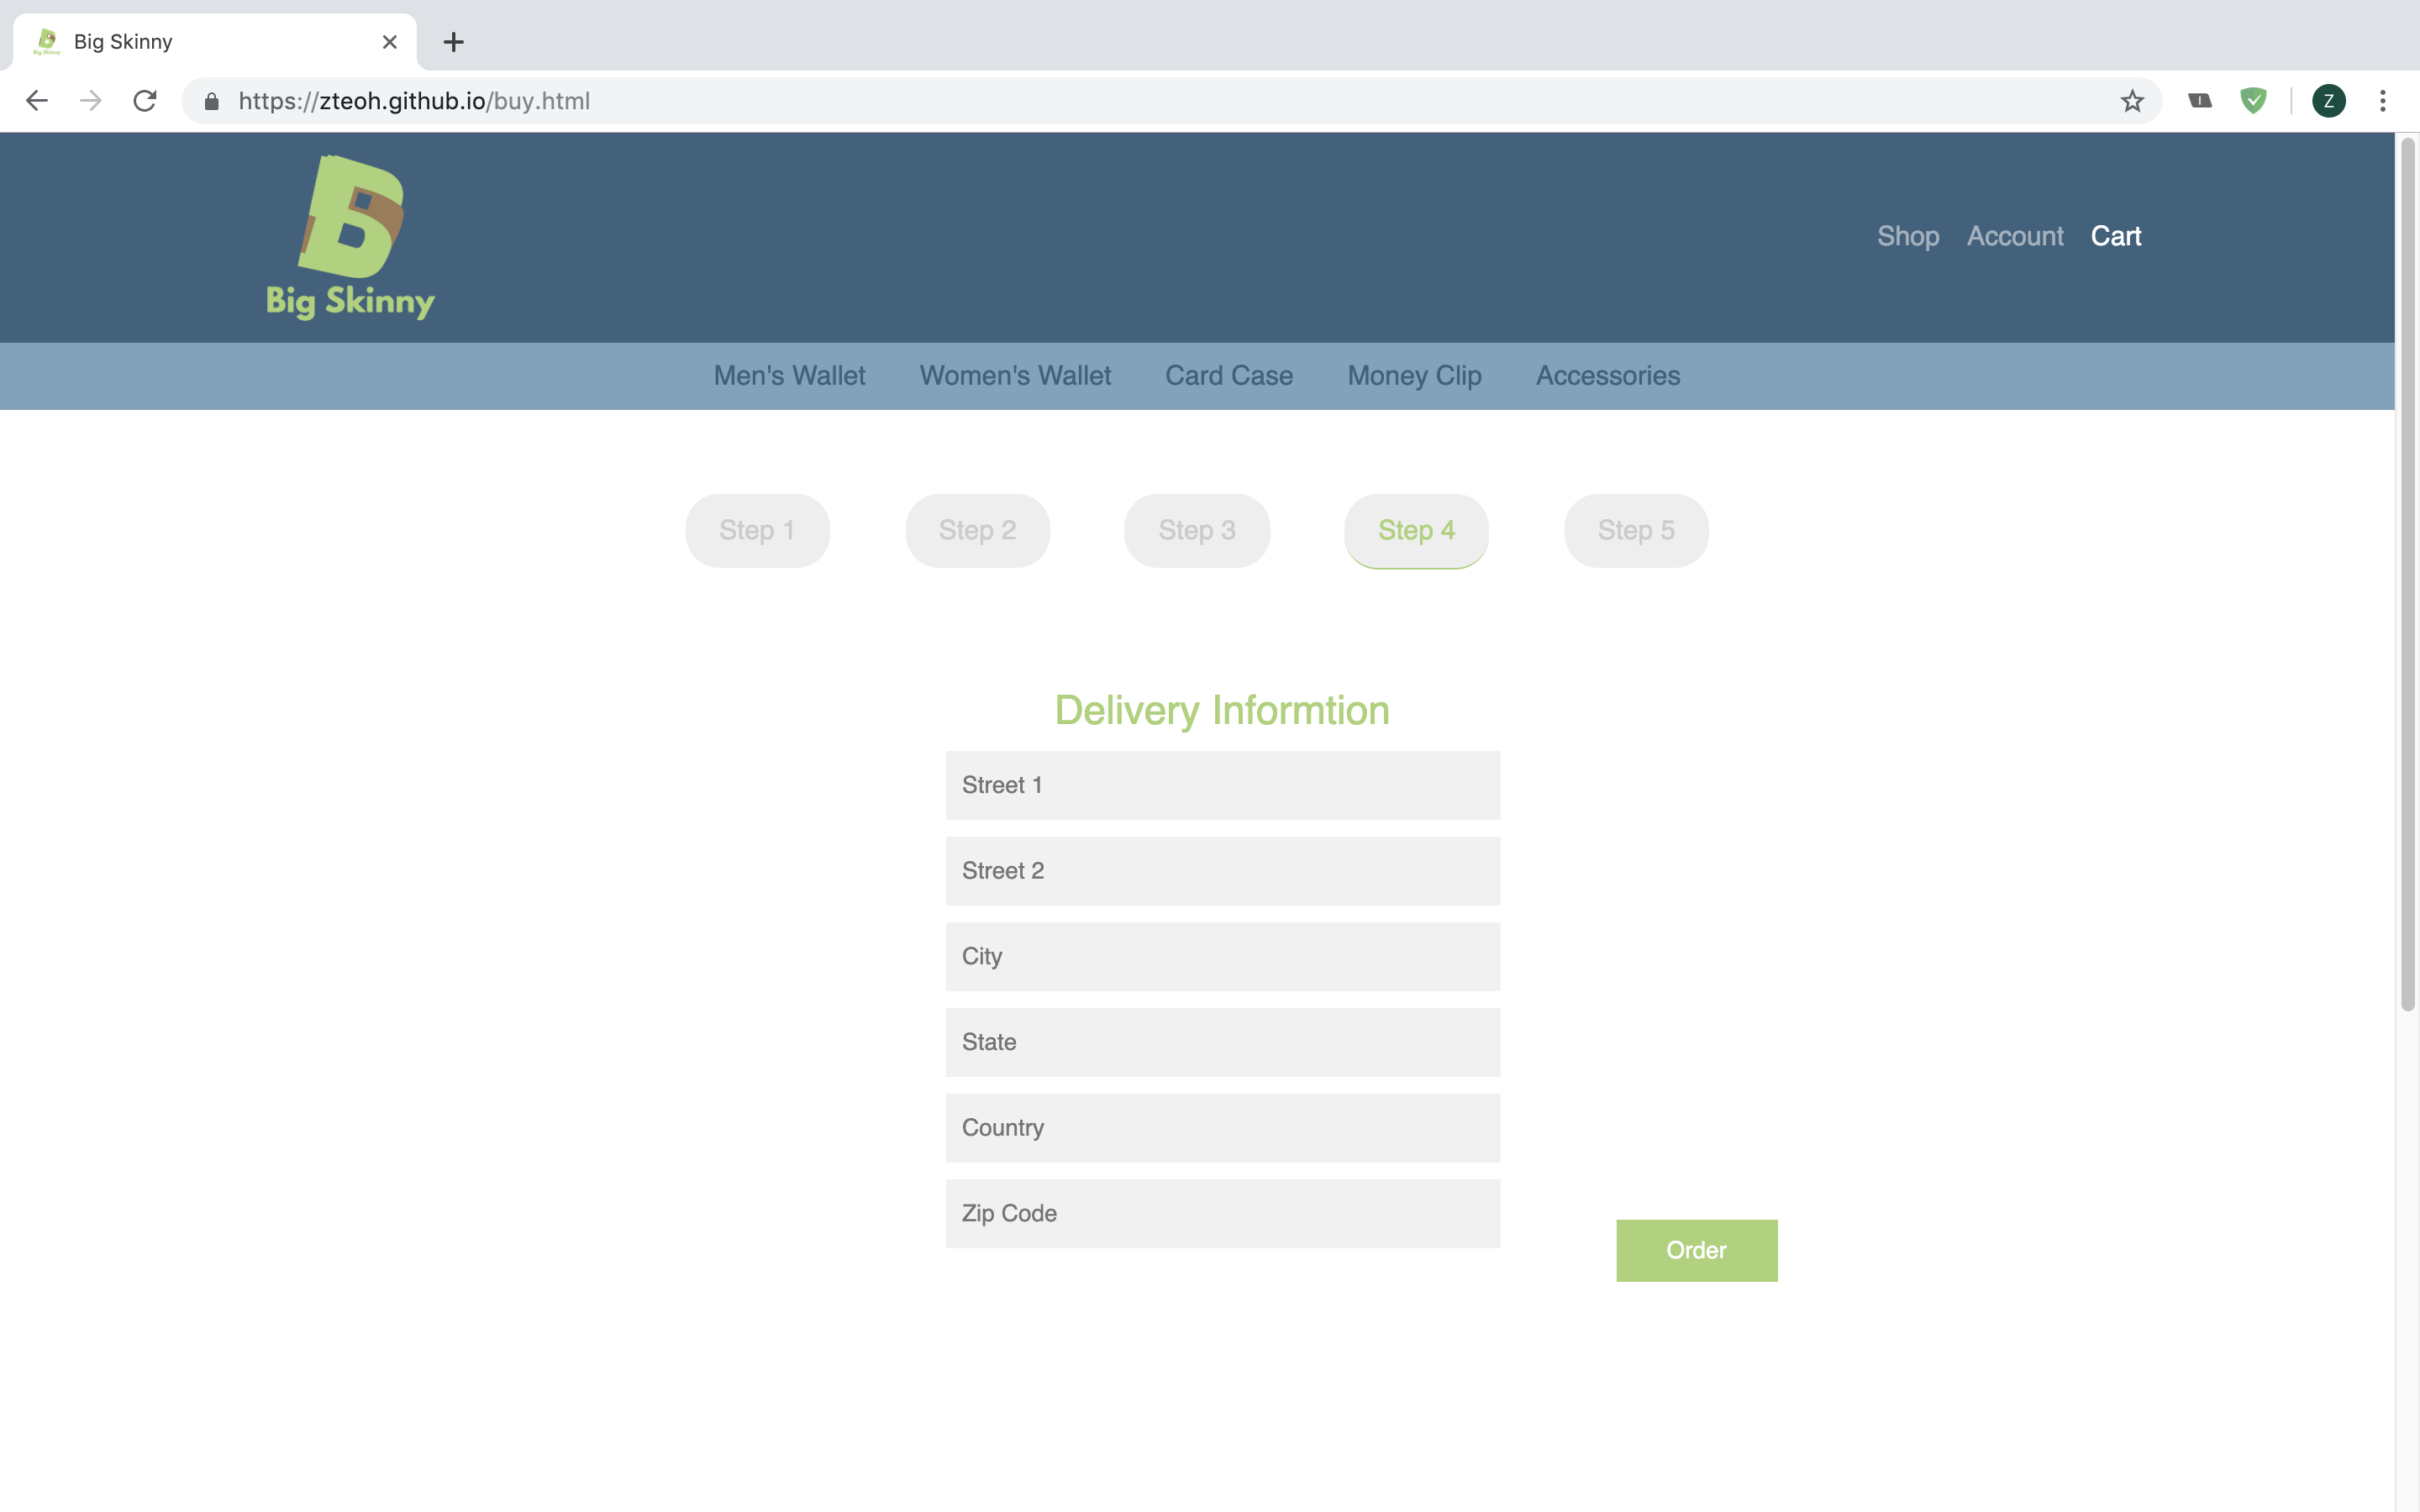 Big Skinny
https://zteoh.github.io/buy.html
Z
Big Skinny
Shop Account Cart
Men's Wallet Women's Wallet Card Case Money Clip Accessories
Step 1 Step 2 Step 3 Step 4 Step 5
Delivery Informtion
Street 1
Street 2
City
State
Country
Zip Code
Order